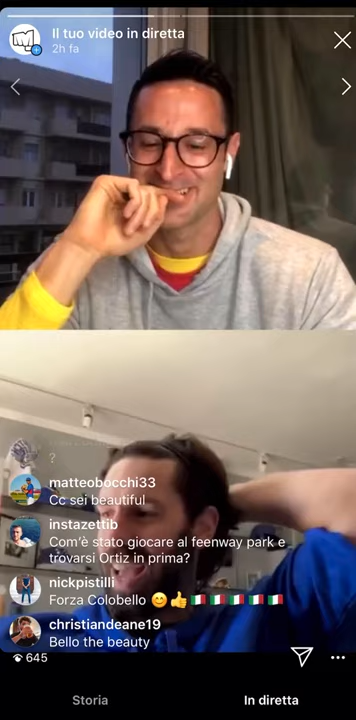 Il tuo video in diretta
2h fa
?
matteobocchi33
Cc sei beautiful
instazettib
Com'è stato giocare al feenway park e
trovarsi Ortiz in prima?
nickpistilli
Forza Colobello 😊👍🇮🇹🇮🇹🇮🇹🇮🇹🇮🇹
christiandeane19
Bello the beauty
645
Storia
In diretta